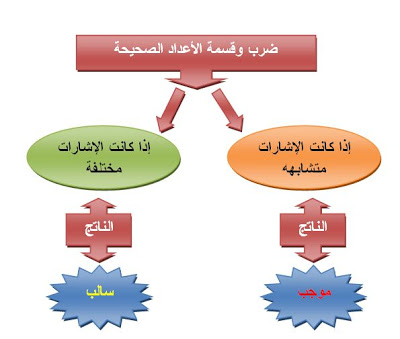 ضرب وقسمة الأعداد الصحيحة
إذا كانت الإشارات
متشابهه
إذا كانت الإشارات
مختلفة
الناتج
الناتج
موجب
سالب